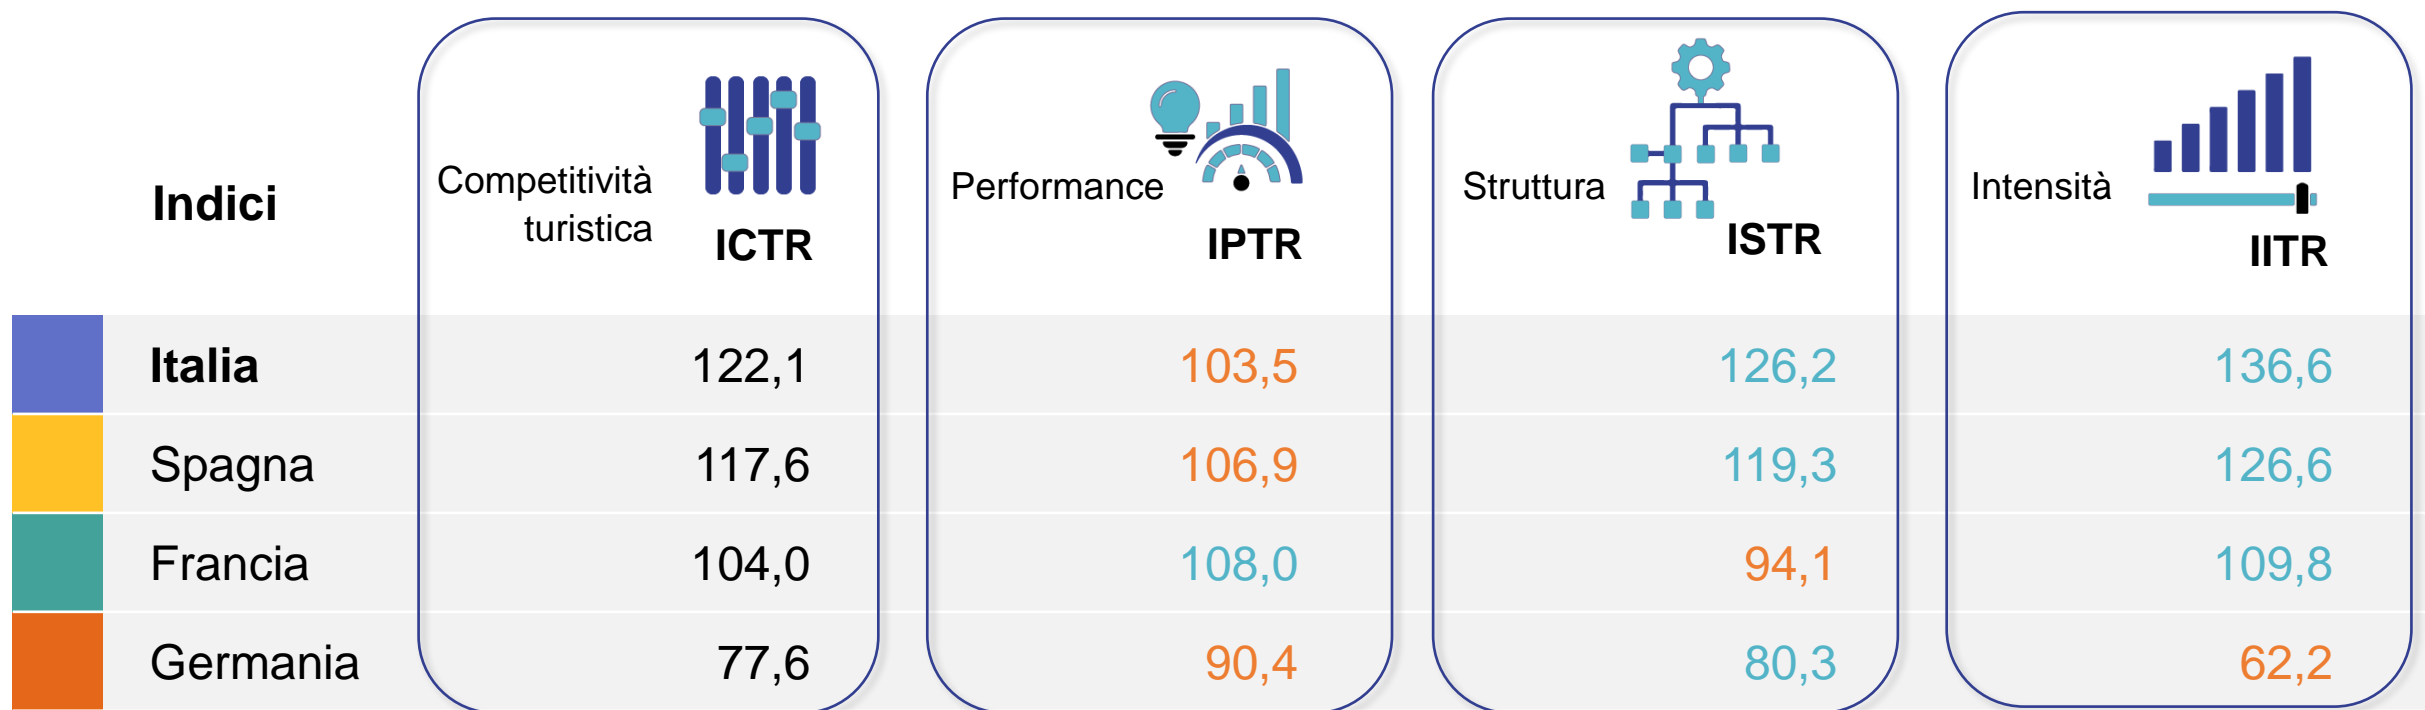 Indici
Competitività
turistica
ICTR
Performance
IPTR
Struttura
ISTR
Intensità
IITR
Italia 122,1 103,5 126,2 136,6
Spagna 117,6 106,9 119,3 126,6
Francia 104,0 108,0 94,1 109,8
Germania 77,6 90,4 80,3 62,2